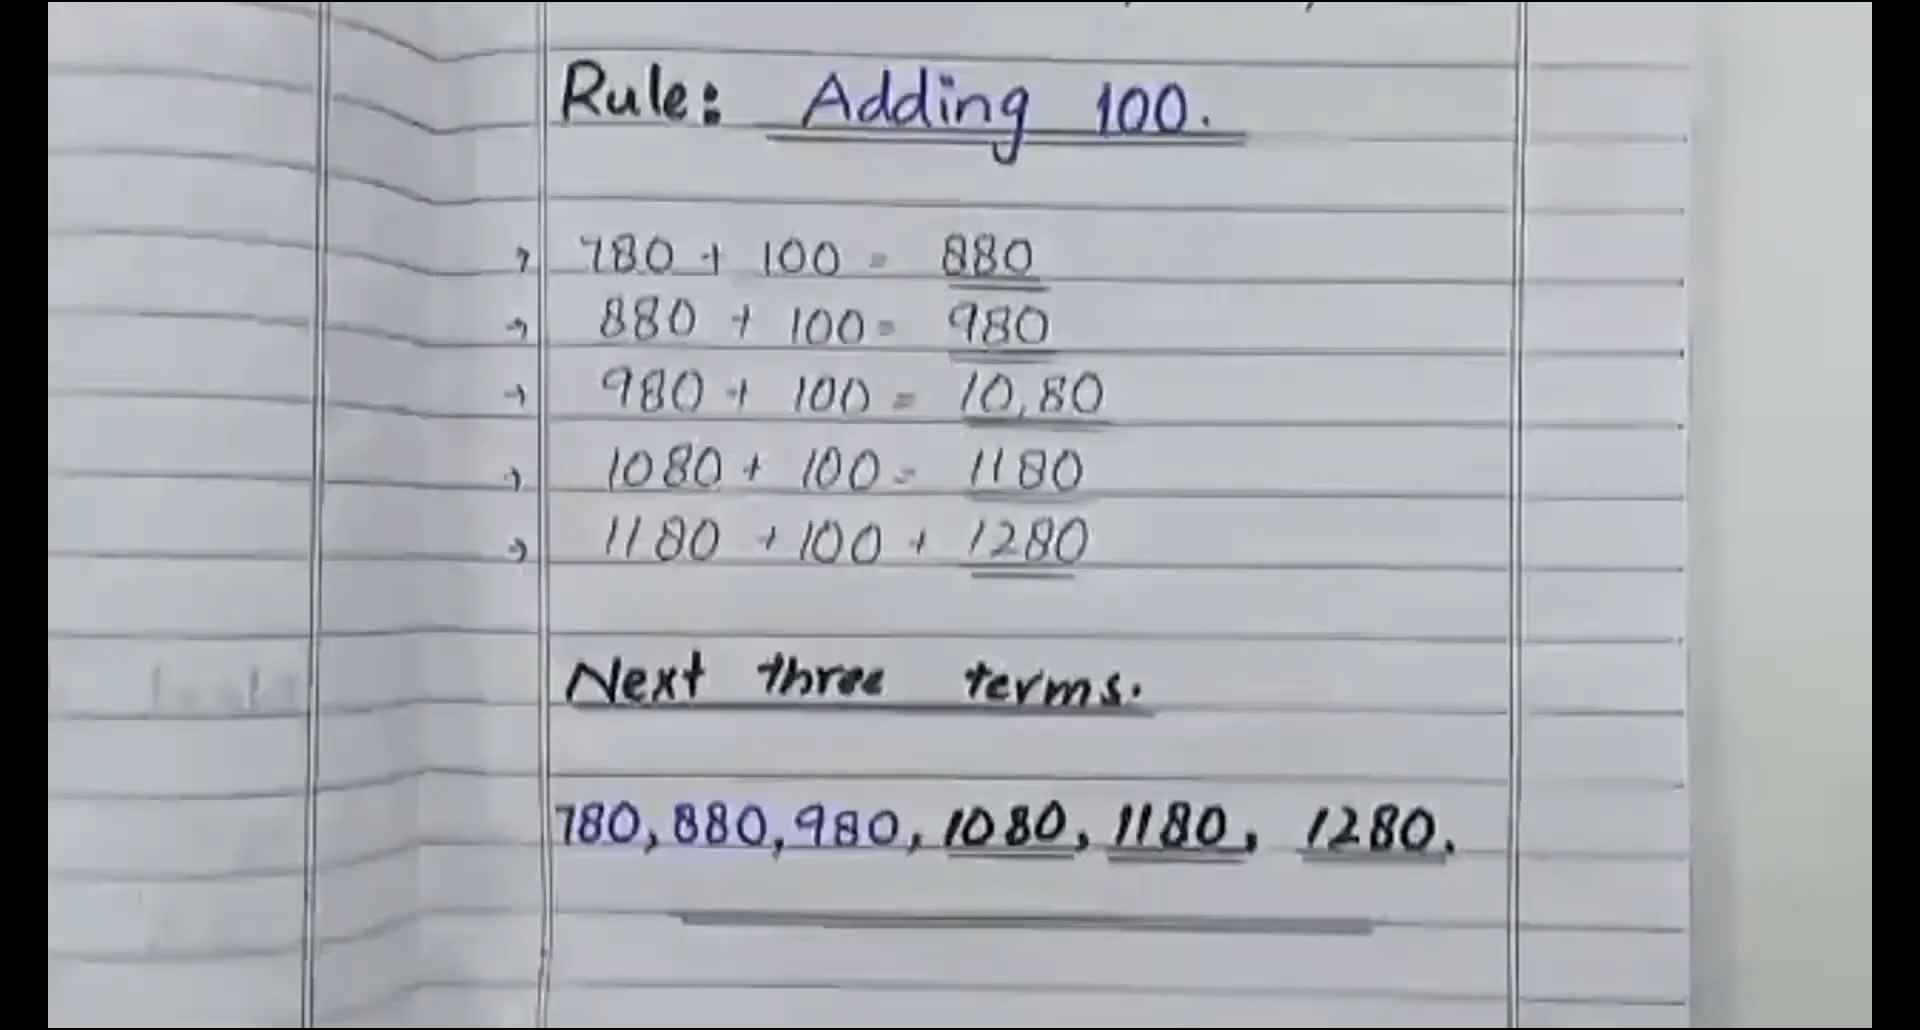 Rule: Adding 100.
→ 780 + 100 = 880
→ 880 + 100 = 980
→ 980 + 100 = 10,80
→ 1080 + 100 = 1180
→ 1180 + 100 + 1280
Next three terms.
780, 880, 980, 1080, 1180, 1280.